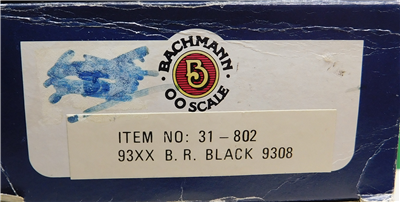 BACHMANN
B
OO SCALE
ITEM NO: 31-802
93XX B.R. BLACK 9308